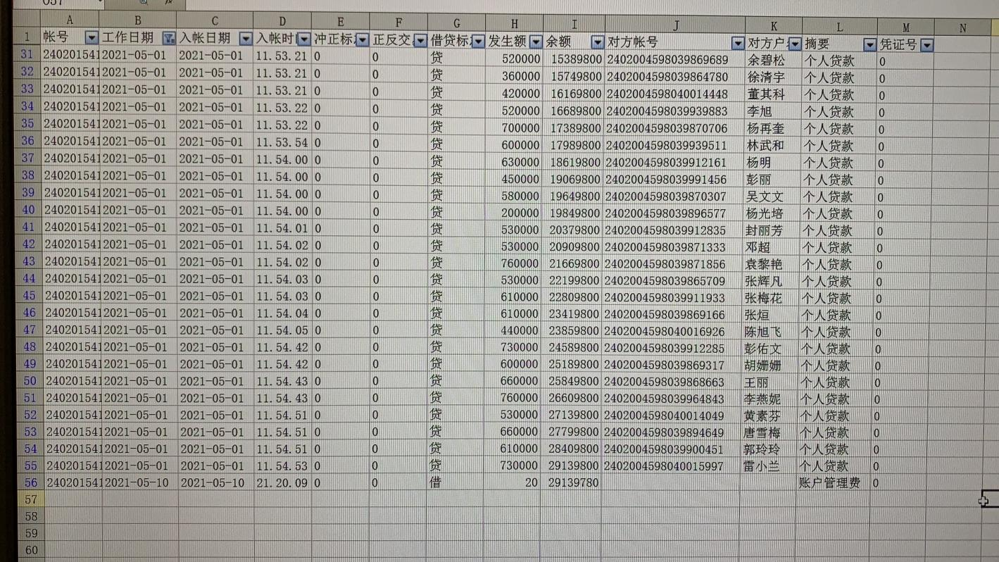 A B C D E F G H I J K L M N
1 帐号 工作日期 入帐日期 入帐时 冲正标 正反交 借贷标 发生额 余额 对方帐号 对方户 摘要 凭证号
31 240201541 2021-05-01 2021-05-01 11.53.21 0 0 贷 520000 15389800 2402004598039869689 余碧松 个人贷款 0
32 240201541 2021-05-01 2021-05-01 11.53.21 0 0 贷 360000 15749800 2402004598039864780 徐清宇 个人贷款 0
33 240201541 2021-05-01 2021-05-01 11.53.21 0 0 贷 420000 16169800 2402004598040014448 董其科 个人贷款 0
34 240201541 2021-05-01 2021-05-01 11.53.22 0 0 贷 520000 16689800 2402004598039939883 李旭 个人贷款 0
35 240201541 2021-05-01 2021-05-01 11.53.22 0 0 贷 700000 17389800 2402004598039870706 杨再奎 个人贷款 0
36 240201541 2021-05-01 2021-05-01 11.53.54 0 0 贷 600000 17989800 2402004598039939511 林武和 个人贷款 0
37 240201541 2021-05-01 2021-05-01 11.54.00 0 0 贷 630000 18619800 2402004598039912161 杨明 个人贷款 0
38 240201541 2021-05-01 2021-05-01 11.54.00 0 0 贷 450000 19069800 2402004598039991456 彭丽 个人贷款 0
39 240201541 2021-05-01 2021-05-01 11.54.00 0 0 贷 580000 19649800 2402004598039870307 吴文文 个人贷款 0
40 240201541 2021-05-01 2021-05-01 11.54.00 0 0 贷 200000 19849800 2402004598039896577 杨光培 个人贷款 0
41 240201541 2021-05-01 2021-05-01 11.54.01 0 0 贷 530000 20379800 2402004598039912835 封丽芳 个人贷款 0
42 240201541 2021-05-01 2021-05-01 11.54.02 0 0 贷 530000 20909800 2402004598039871333 邓超 个人贷款 0
43 240201541 2021-05-01 2021-05-01 11.54.02 0 0 贷 760000 21669800 2402004598039871856 袁黎艳 个人贷款 0
44 240201541 2021-05-01 2021-05-01 11.54.03 0 0 贷 530000 22199800 2402004598039865709 张辉凡 个人贷款 0
45 240201541 2021-05-01 2021-05-01 11.54.03 0 0 贷 610000 22809800 2402004598039911933 张梅花 个人贷款 0
46 240201541 2021-05-01 2021-05-01 11.54.04 0 0 贷 610000 23419800 2402004598039869166 张烜 个人贷款 0
47 240201541 2021-05-01 2021-05-01 11.54.05 0 0 贷 440000 23859800 2402004598040016926 陈旭飞 个人贷款 0
48 240201541 2021-05-01 2021-05-01 11.54.42 0 0 贷 730000 24589800 2402004598039912285 彭佑文 个人贷款 0
49 240201541 2021-05-01 2021-05-01 11.54.42 0 0 贷 600000 25189800 2402004598039869317 胡姗姗 个人贷款 0
50 240201541 2021-05-01 2021-05-01 11.54.43 0 0 贷 660000 25849800 2402004598039868663 王丽 个人贷款 0
51 240201541 2021-05-01 2021-05-01 11.54.43 0 0 贷 760000 26609800 2402004598039964843 李燕妮 个人贷款 0
52 240201541 2021-05-01 2021-05-01 11.54.51 0 0 贷 530000 27139800 2402004598040014049 黄素芬 个人贷款 0
53 240201541 2021-05-01 2021-05-01 11.54.51 0 0 贷 660000 27799800 2402004598039894649 唐雪梅 个人贷款 0
54 240201541 2021-05-01 2021-05-01 11.54.51 0 0 贷 610000 28409800 2402004598039900451 郭玲玲 个人贷款 0
55 240201541 2021-05-01 2021-05-01 11.54.53 0 0 贷 730000 29139800 2402004598040015997 雷小兰 个人贷款 0
56 240201541 2021-05-10 2021-05-10 21.20.09 0 0 借 20 29139780 账户管理费 0
57
58
59
60